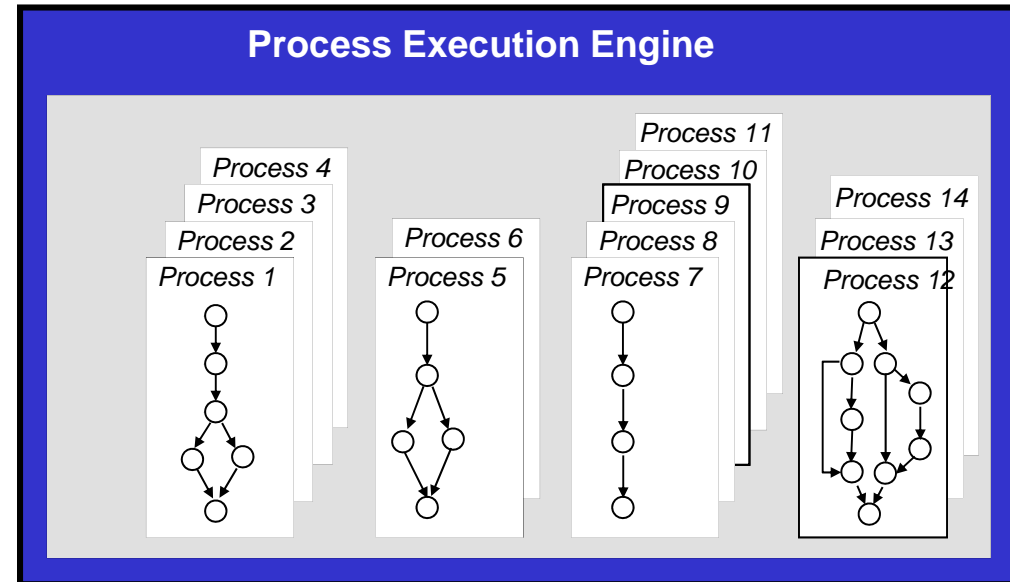 Process Execution Engine
Process 4
Process 3
Process 2
Process 1
Process 6
Process 5
Process 11
Process 10
Process 9
Process 8
Process 7
Process 14
Process 13
Process 12